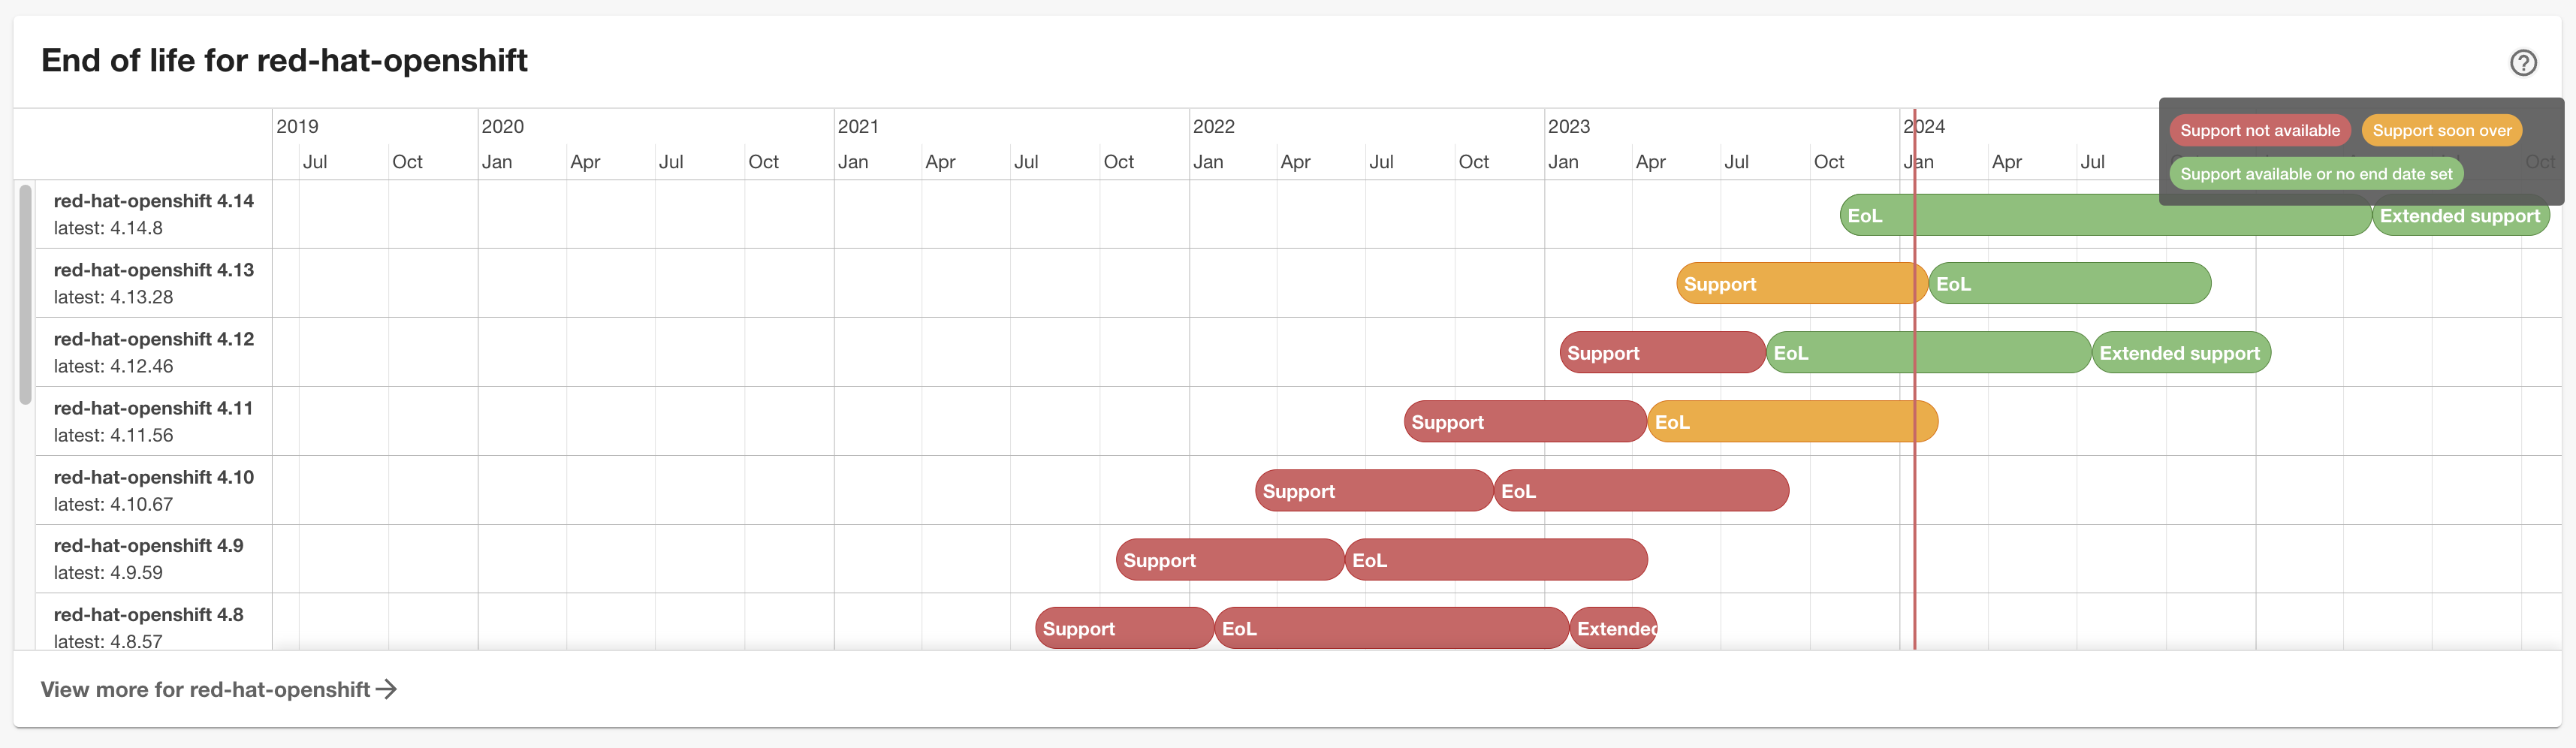 End of life for red-hat-openshift
2019 2020 2021 2022 2023 2024
Jul Oct Jan Apr Jul Oct Jan Apr Jul Oct Jan Apr Jul Oct Jan Apr Jul Oct Jan Apr Jul Oct
Support not available Support soon over
Support available or no end date set
red-hat-openshift 4.14
latest: 4.14.8
EoL Extended support
red-hat-openshift 4.13
latest: 4.13.28
Support EoL
red-hat-openshift 4.12
latest: 4.12.46
Support EoL Extended support
red-hat-openshift 4.11
latest: 4.11.56
Support EoL
red-hat-openshift 4.10
latest: 4.10.67
Support EoL
red-hat-openshift 4.9
latest: 4.9.59
Support EoL
red-hat-openshift 4.8
latest: 4.8.57
Support EoL Extended
View more for red-hat-openshift